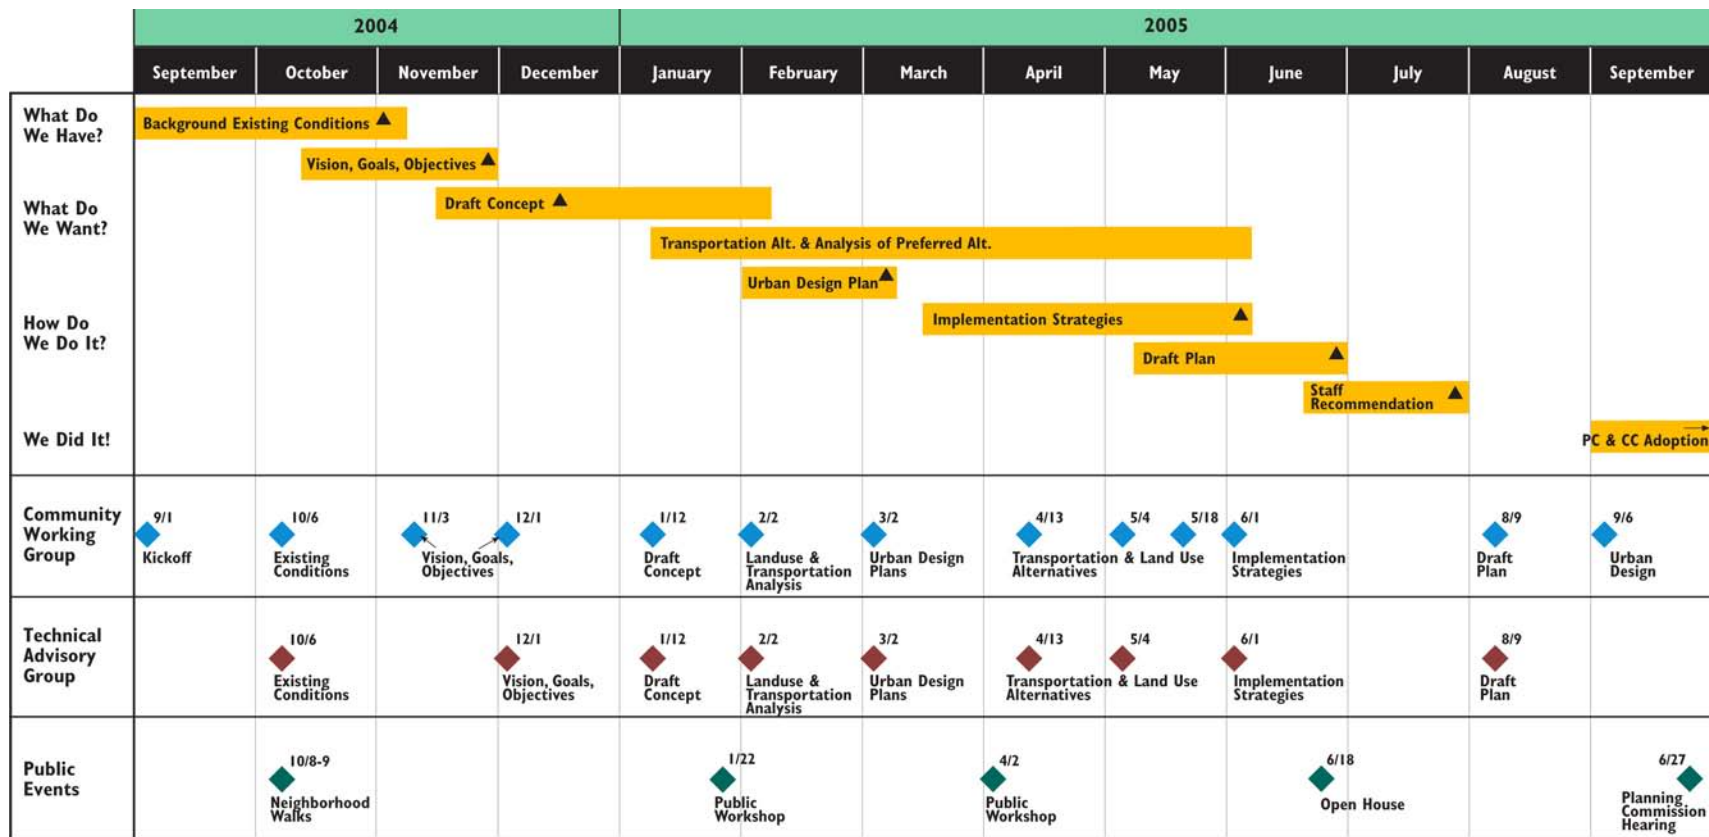 2004
2005
September
October
November
December
January
February
March
April
May
June
July
August
September
What Do
We Have?
Background Existing Conditions
Vision, Goals, Objectives
What Do
We Want?
Draft Concept
Transportation Alt. & Analysis of Preferred Alt.
Urban Design Plan
How Do
We Do It?
Implementation Strategies
Draft Plan
Staff
Recommendation
We Did It!
PC & CC Adoption
Community
Working
Group
9/1
Kickoff
10/6
Existing
Conditions
11/3
12/1
Vision, Goals,
Objectives
1/12
Draft
Concept
2/2
Landuse &
Transportation
Analysis
3/2
Urban Design
Plans
4/13
5/4
5/18
Transportation & Land Use
Alternatives
6/1
Implementation
Strategies
8/9
Draft
Plan
9/6
Urban
Design
Technical
Advisory
Group
10/6
Existing
Conditions
12/1
Vision, Goals,
Objectives
1/12
Draft
Concept
2/2
Landuse &
Transportation
Analysis
3/2
Urban Design
Plans
4/13
5/4
Transportation & Land Use
Alternatives
6/1
Implementation
Strategies
8/9
Draft
Plan
Public
Events
10/8-9
Neighborhood
Walks
1/22
Public
Workshop
4/2
Public
Workshop
6/18
Open House
6/27
Planning
Commission
Hearing